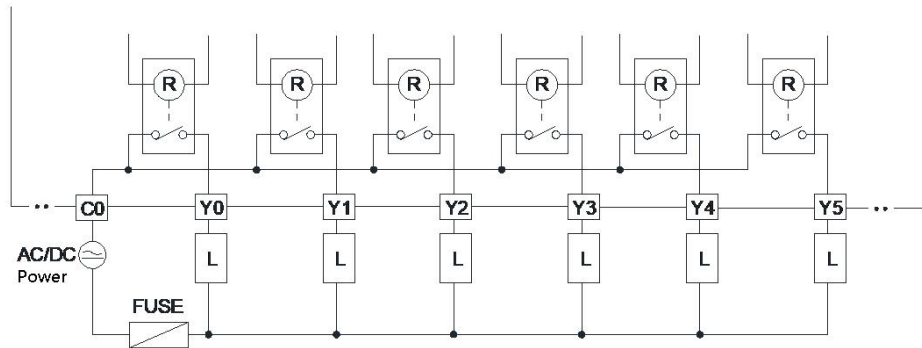 R R R R R R
C0 Y0 Y1 Y2 Y3 Y4 Y5
AC/DC
Power
L L L L L L
FUSE